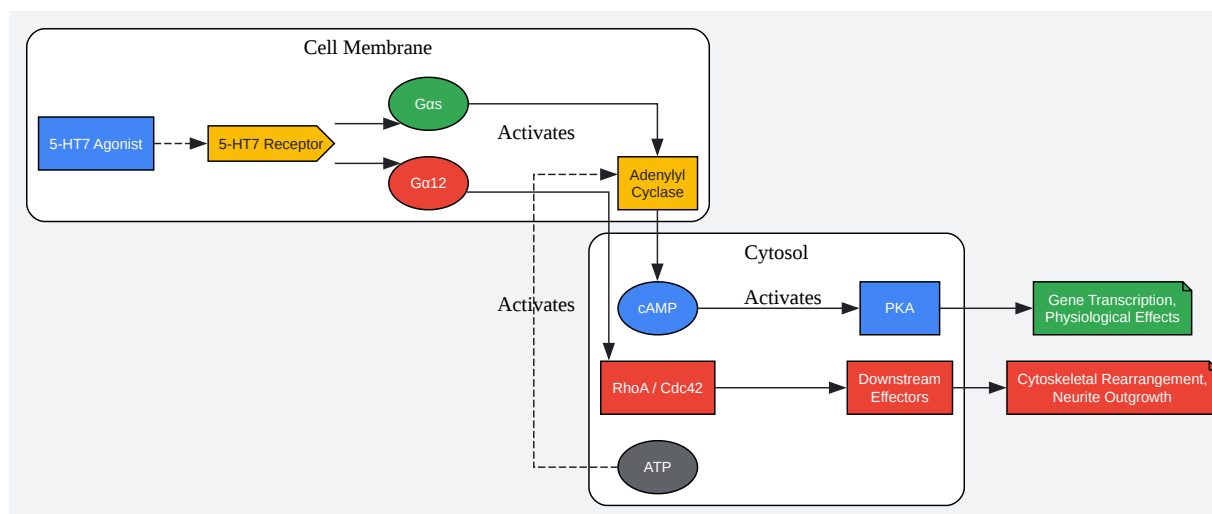 Cell Membrane
Gαs
Activates
5-HT7 Agonist
5-HT7 Receptor
Gα12
Adenylyl
Cyclase
Cytosol
Activates
cAMP
Activates
PKA
Gene Transcription,
Physiological Effects
RhoA / Cdc42
Downstream
Effectors
Cytoskeletal Rearrangement,
Neurite Outgrowth
ATP